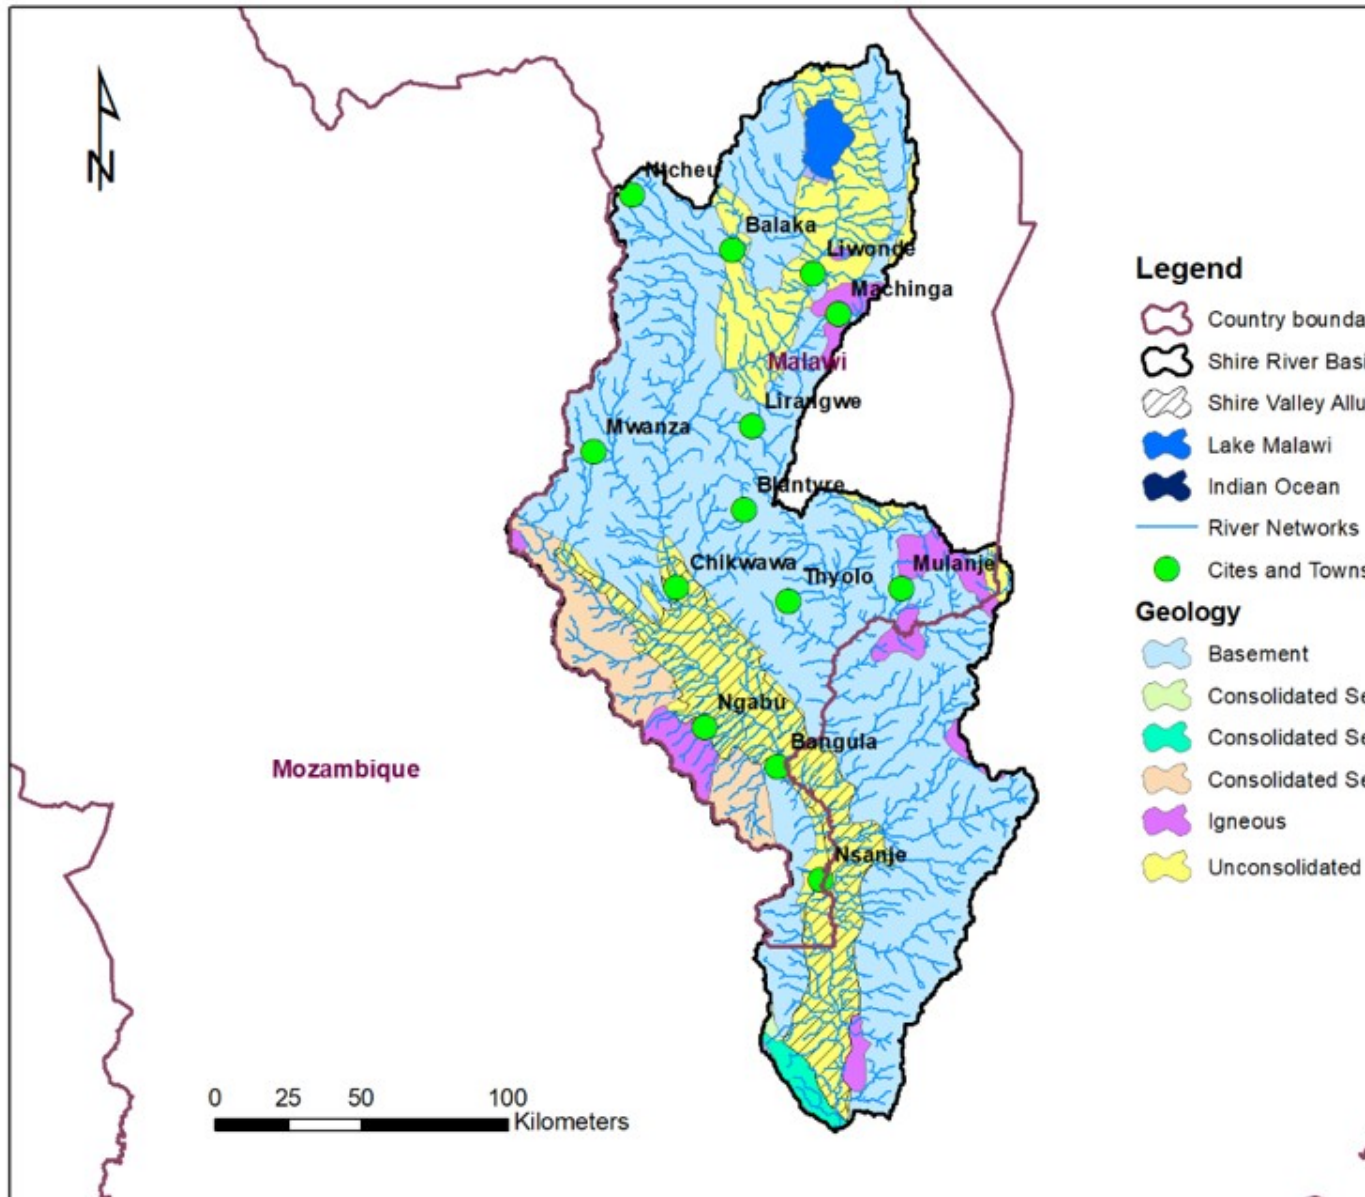 N
Ntcheu
Balaka
Liwonde
Machinga
Malawi
Lirangwe
Mwanza
Blantyre
Chikwawa
Thyolo
Mulanje
Ngabu
Bangula
Nsanje
Mozambique
0 25 50 100
Kilometers
Legend
Country bounda
Shire River Basi
Shire Valley Allu
Lake Malawi
Indian Ocean
River Networks
Cites and Towns
Geology
Basement
Consolidated Se
Consolidated Se
Consolidated Se
Igneous
Unconsolidated